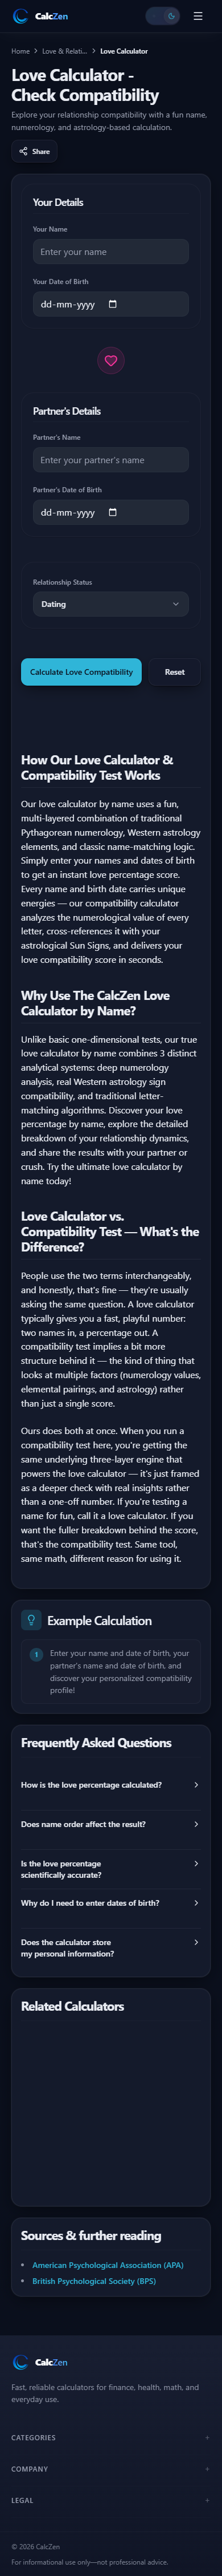 CalcZen
Home > Love & Relati... > Love Calculator
Love Calculator -
Check Compatibility
Explore your relationship compatibility with a fun name,
numerology, and astrology-based calculation.
Share
Your Details
Your Name
Enter your name
Your Date of Birth
dd-mm-yyyy
Partner's Details
Partner's Name
Enter your partner's name
Partner's Date of Birth
dd-mm-yyyy
Relationship Status
Dating
Calculate Love Compatibility
Reset
How Our Love Calculator &
Compatibility Test Works
Our love calculator by name uses a fun,
multi-layered combination of traditional
Pythagorean numerology, Western astrology
elements, and classic name-matching logic.
Simply enter your names and dates of birth
to get an instant love percentage score.
Every name and birth date carries unique
energies — our compatibility calculator
analyzes the numerological value of every
letter, cross-references it with your
astrological Sun Signs, and delivers your
love compatibility score in seconds.
Why Use The CalcZen Love
Calculator by Name?
Unlike basic one-dimensional tests, our true
love calculator by name combines 3 distinct
analytical systems: deep numerology
analysis, real Western astrology sign
compatibility, and traditional letter-
matching algorithms. Discover your love
percentage by name, explore the detailed
breakdown of your relationship dynamics,
and share the results with your partner or
crush. Try the ultimate love calculator by
name today!
Love Calculator vs.
Compatibility Test — What's the
Difference?
People use the two terms interchangeably,
and honestly, that's fine — they're usually
asking the same question. A love calculator
typically gives you a fast, playful number:
two names in, a percentage out. A
compatibility test implies a bit more
structure behind it — the kind of thing that
looks at multiple factors (numerology values,
elemental pairings, and astrology) rather
than just a single score.
Ours does both at once. When you run a
compatibility test here, you're getting the
same underlying three-layer engine that
powers the love calculator — it's just framed
as a deeper check with real insights rather
than a one-off number. If you're testing a
name for fun, call it a love calculator. If you
want the fuller breakdown behind the score,
that's the compatibility test. Same tool,
same math, different reason for using it.
Example Calculation
1 Enter your name and date of birth, your
partner's name and date of birth, and
discover your personalized compatibility
profile!
Frequently Asked Questions
How is the love percentage calculated?
Does name order affect the result?
Is the love percentage
scientifically accurate?
Why do I need to enter dates of birth?
Does the calculator store
my personal information?
Related Calculators
Sources & further reading
• American Psychological Association (APA)
• British Psychological Society (BPS)
CalcZen
Fast, reliable calculators for finance, health, math, and
everyday use.
CATEGORIES +
COMPANY +
LEGAL +
© 2026 CalcZen
For informational use only—not professional advice.